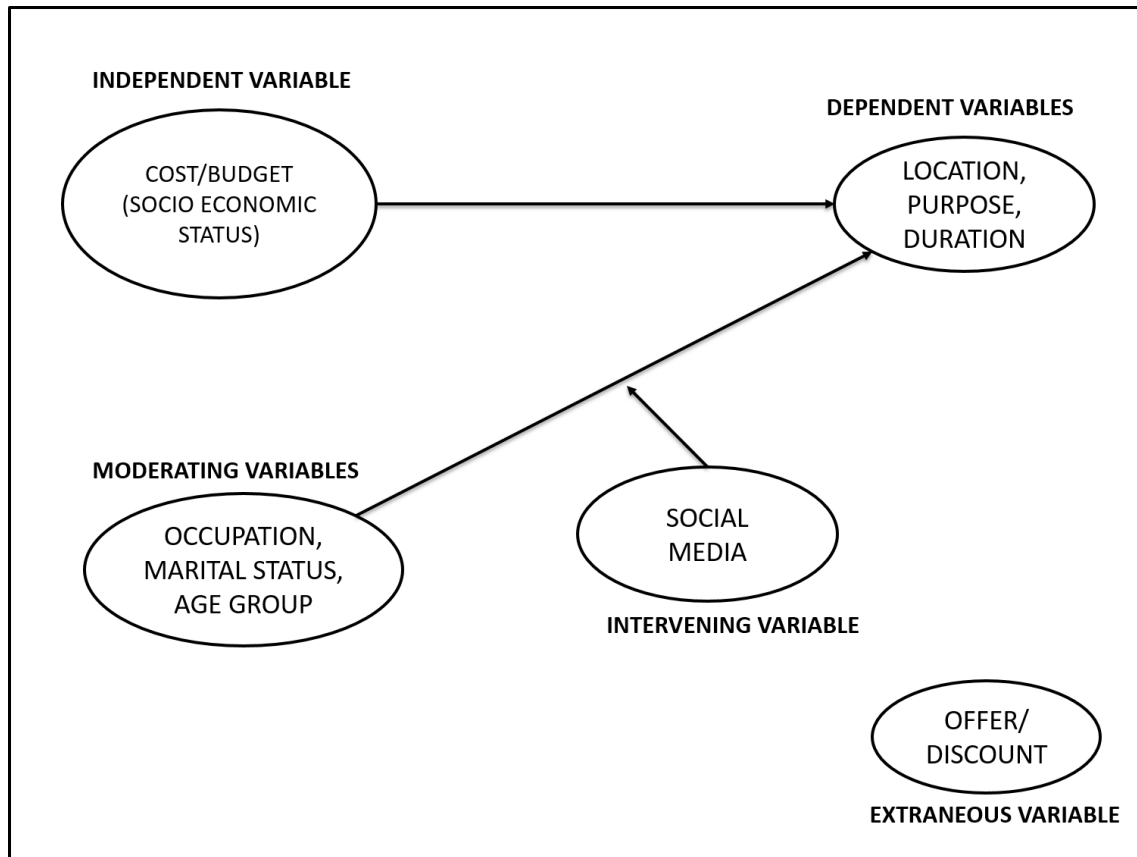 INDEPENDENT VARIABLE
COST/BUDGET
(SOCIO ECONOMIC
STATUS)
DEPENDENT VARIABLES
LOCATION,
PURPOSE,
DURATION
MODERATING VARIABLES
OCCUPATION,
MARITAL STATUS,
AGE GROUP
SOCIAL
MEDIA
INTERVENING VARIABLE
OFFER/
DISCOUNT
EXTRANEOUS VARIABLE